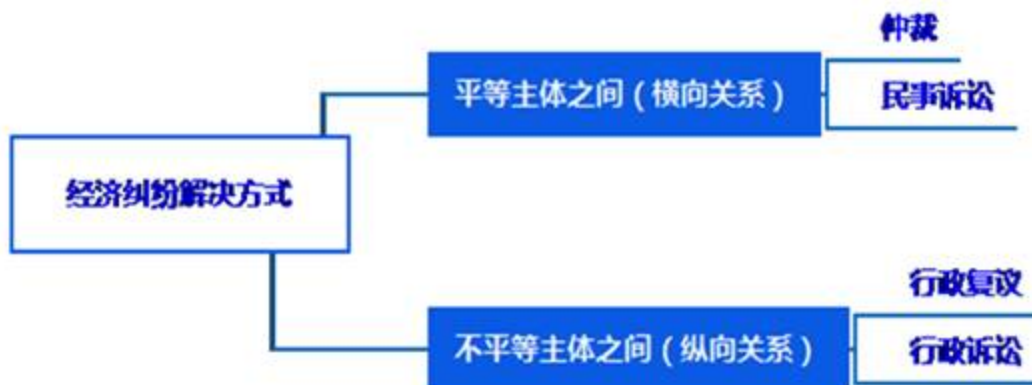 仲裁
平等主体之间（横向关系）
民事诉讼
经济纠纷解决方式
行政复议
不平等主体之间（纵向关系）
行政诉讼